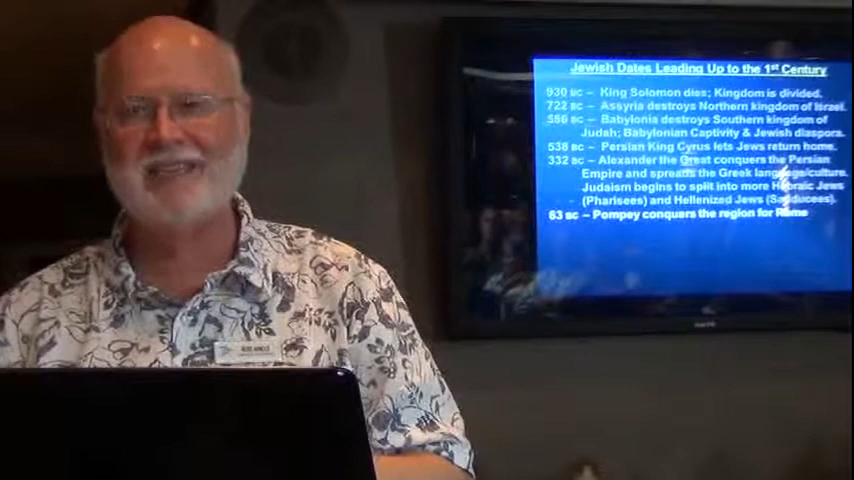 Jewish Dates Leading Up to the 1st Century
930 BC – King Solomon dies; Kingdom is divided.
722 BC – Assyria destroys Northern kingdom of Israel.
586 BC – Babylonia destroys Southern kingdom of
Judah; Babylonian Captivity & Jewish diaspora.
538 BC – Persian King Cyrus lets Jews return home.
332 BC – Alexander the Great conquers the Persian
Empire and spreads the Greek language/culture.
Judaism begins to split into more Hebraic Jews
(Pharisees) and Hellenized Jews (Sadducees).
63 BC – Pompey conquers the region for Rome